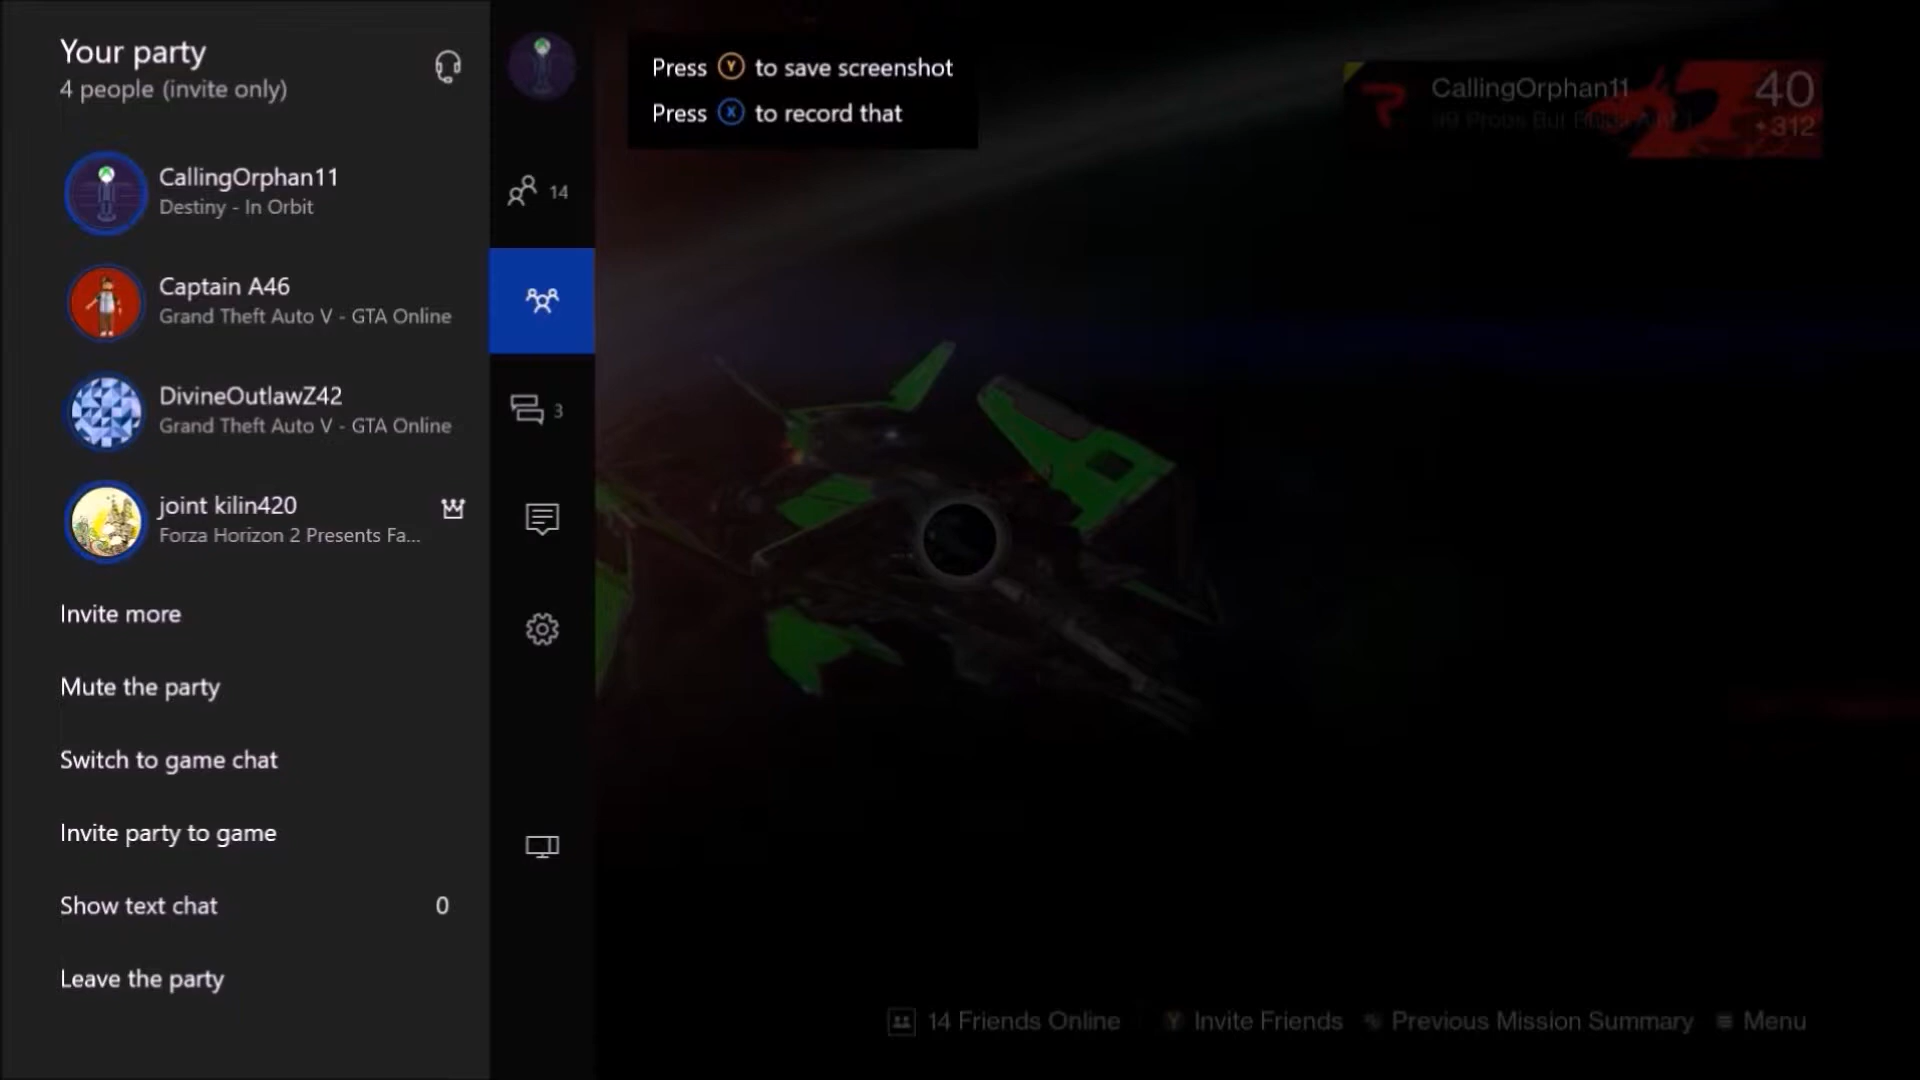 Your party
4 people (invite only)
CallingOrphan11
Destiny - In Orbit
Captain A46
Grand Theft Auto V - GTA Online
DivineOutlawZ42
Grand Theft Auto V - GTA Online
joint kilin420
Forza Horizon 2 Presents Fa...
Invite more
Mute the party
Switch to game chat
Invite party to game
Show text chat 0
Leave the party
14
3
Press Y to save screenshot
Press X to record that
CallingOrphan11
40
+312
14 Friends Online
Y Invite Friends
Previous Mission Summary
Menu